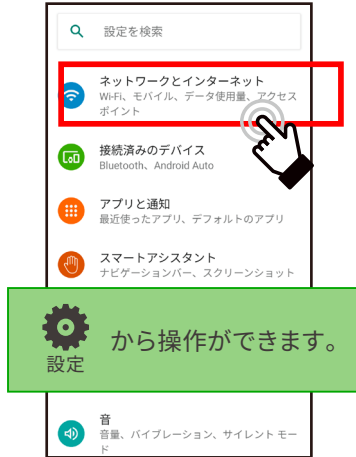 設定を検索
ネットワークとインターネット
Wi-Fi、モバイル、データ使用量、アクセス
ポイント
接続済みのデバイス
Bluetooth、Android Auto
アプリと通知
最近使ったアプリ、デフォルトのアプリ
スマートアシスタント
ナビゲーションバー、スクリーンショット
設定
から操作ができます。
音
音量、バイブレーション、サイレント モー
ド